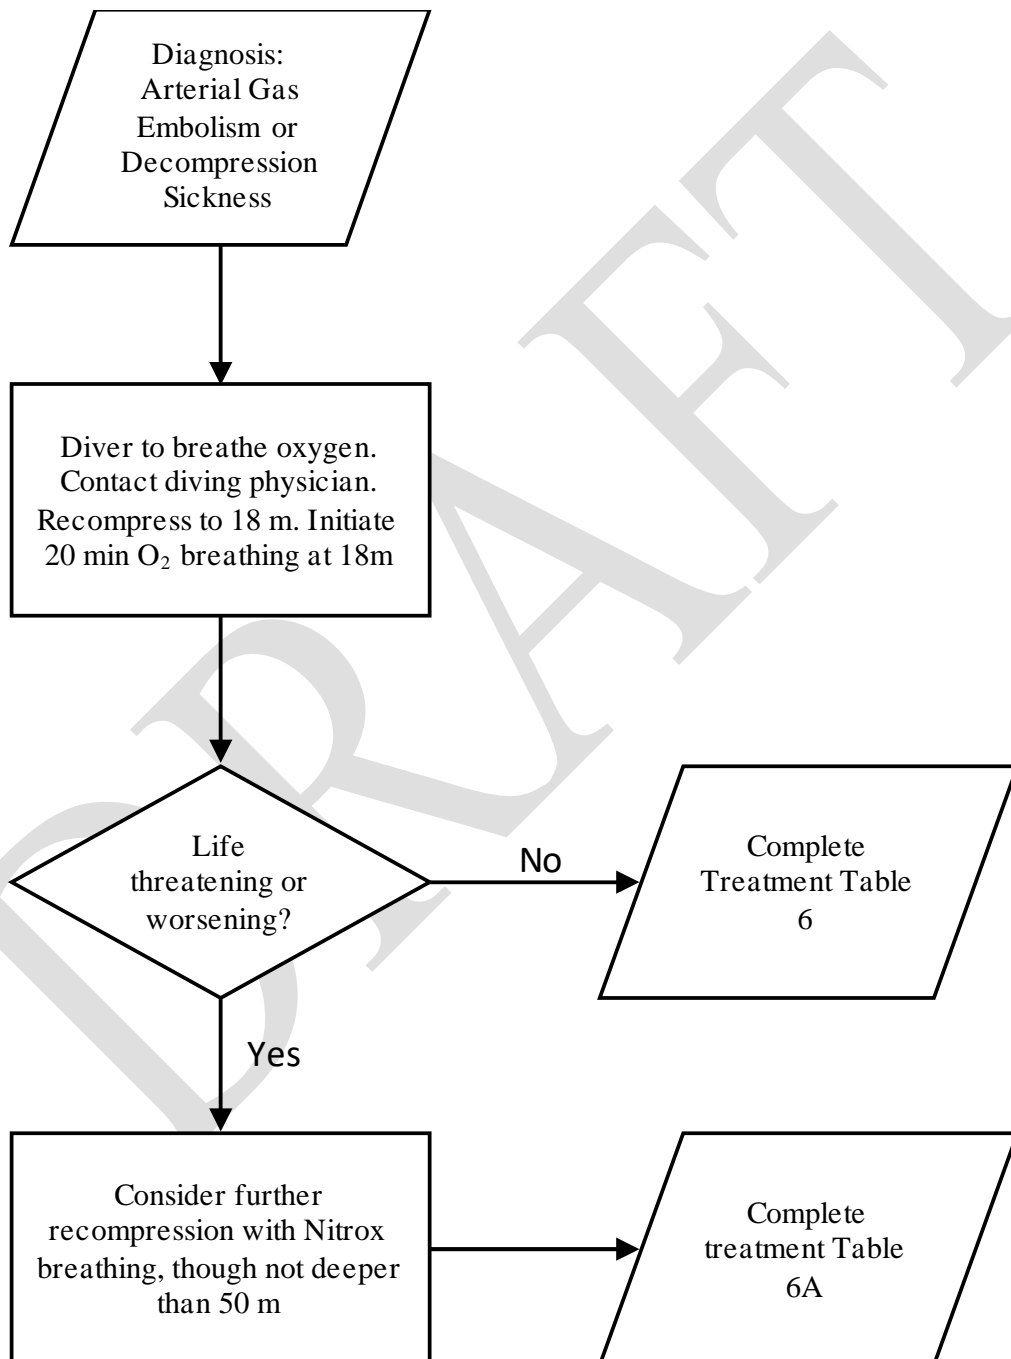 Diagnosis:
Arterial Gas
Embolism or
Decompression
Sickness
Diver to breathe oxygen.
Contact diving physician.
Recompress to 18 m. Initiate
20 min O₂ breathing at 18m
Life
threatening or
worsening?
No
Complete
Treatment Table
6
Yes
Consider further
recompression with Nitrox
breathing, though not deeper
than 50 m
Complete
treatment Table
6A
DRAFT